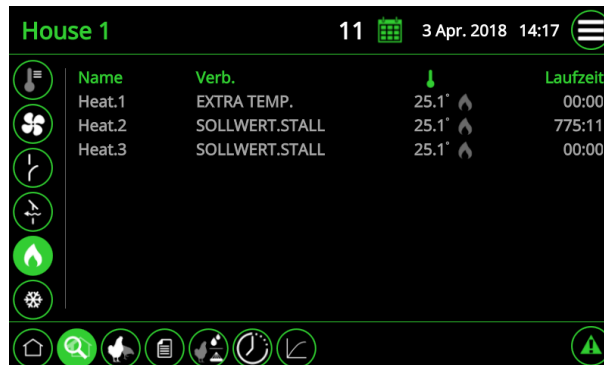 House 1 11 3 Apr. 2018 14:17
Name Verb. Laufzeit
Heat.1 EXTRA TEMP. 25.1° 00:00
Heat.2 SOLLWERT.STALL 25.1° 775:11
Heat.3 SOLLWERT.STALL 25.1° 00:00